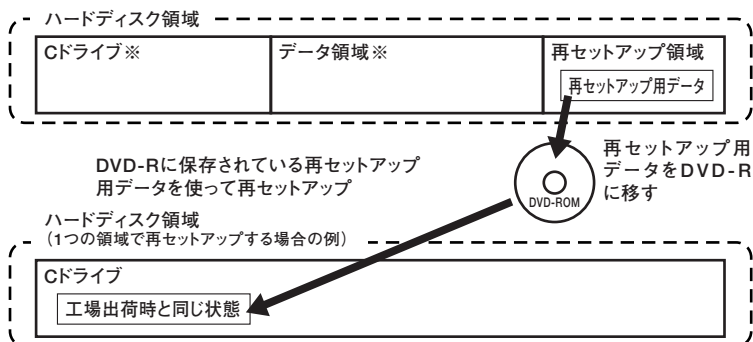 ハードディスク領域
Cドライブ※
データ領域※
再セットアップ領域
再セットアップ用データ
DVD-Rに保存されている再セットアップ
用データを使って再セットアップ
DVD-ROM
再セットアップ用
データをDVD-R
に移す
ハードディスク領域
(1つの領域で再セットアップする場合の例)
Cドライブ
工場出荷時と同じ状態